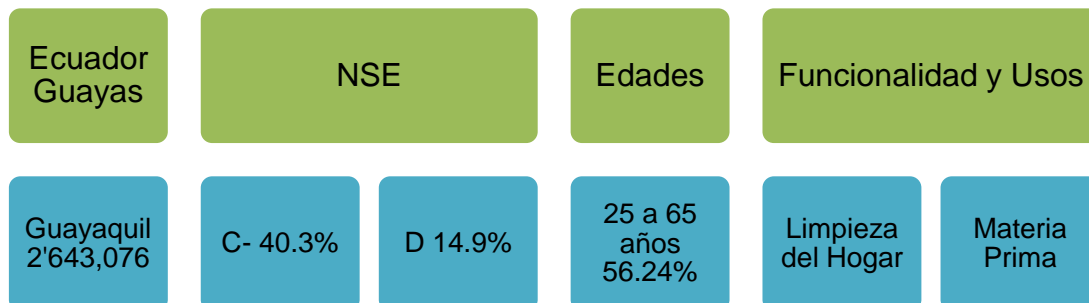 Ecuador
Guayas
NSE
Edades
Funcionalidad y Usos
Guayaquil
2'643,076
C- 40.3%
D 14.9%
25 a 65
años
56.24%
Limpieza
del Hogar
Materia
Prima